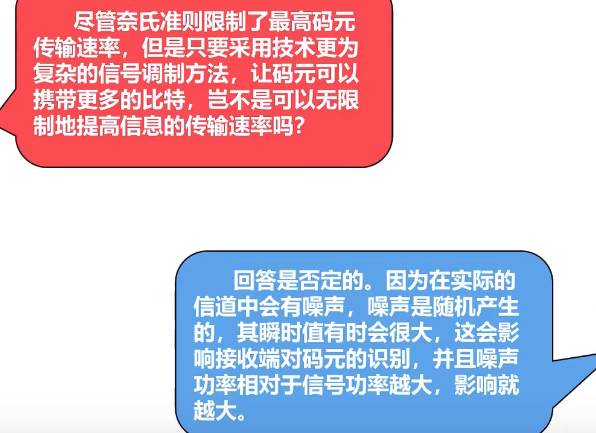 尽管奈氏准则限制了最高码元
传输速率，但是只要采用技术更为
复杂的信号调制方法，让码元可以
携带更多的比特，岂不是可以无限
制地提高信息的传输速率吗？
回答是否定的。因为在实际的
信道中会有噪声，噪声是随机产生
的，其瞬时值有时会很大，这会影
响接收端对码元的识别，并且噪声
功率相对于信号功率越大，影响就
越大。